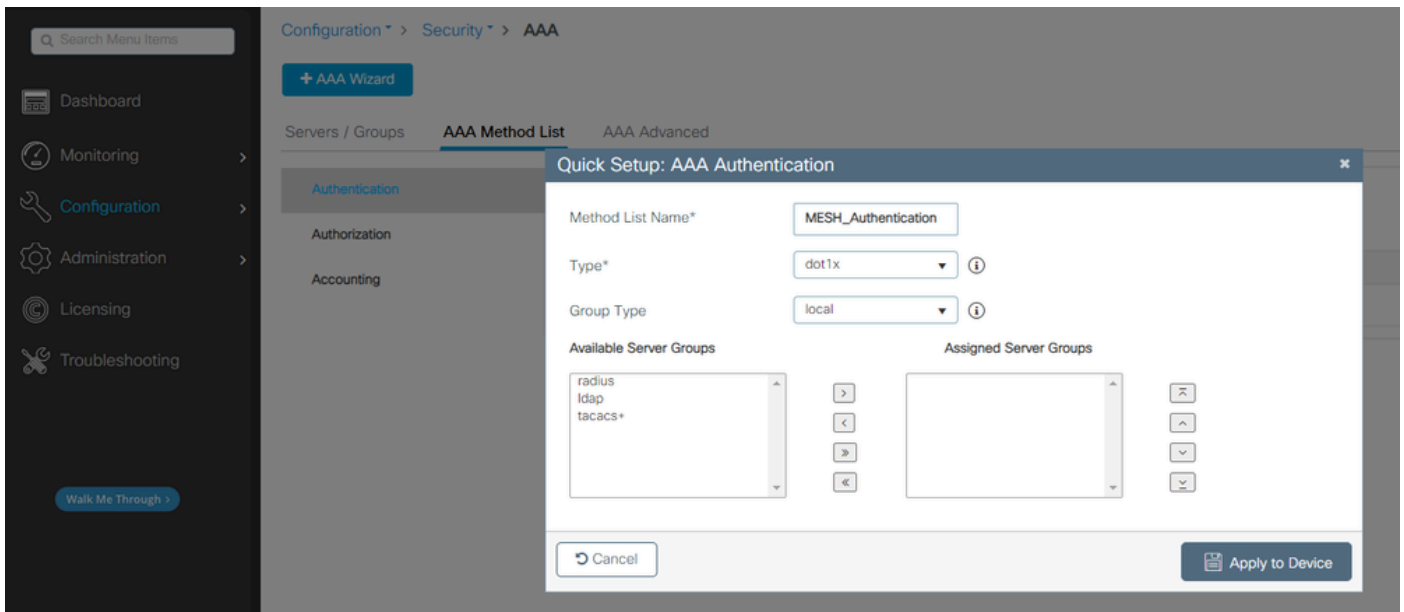 Search Menu Items
Dashboard
Monitoring
Configuration
Administration
Licensing
Troubleshooting
Walk Me Through >
Configuration > Security > AAA
+ AAA Wizard
Servers / Groups AAA Method List AAA Advanced
Authentication
Authorization
Accounting
Quick Setup: AAA Authentication
Method List Name* MESH_Authentication
Type* dot1x
Group Type local
Available Server Groups Assigned Server Groups
radius
ldap
tacacs+
Cancel Apply to Device